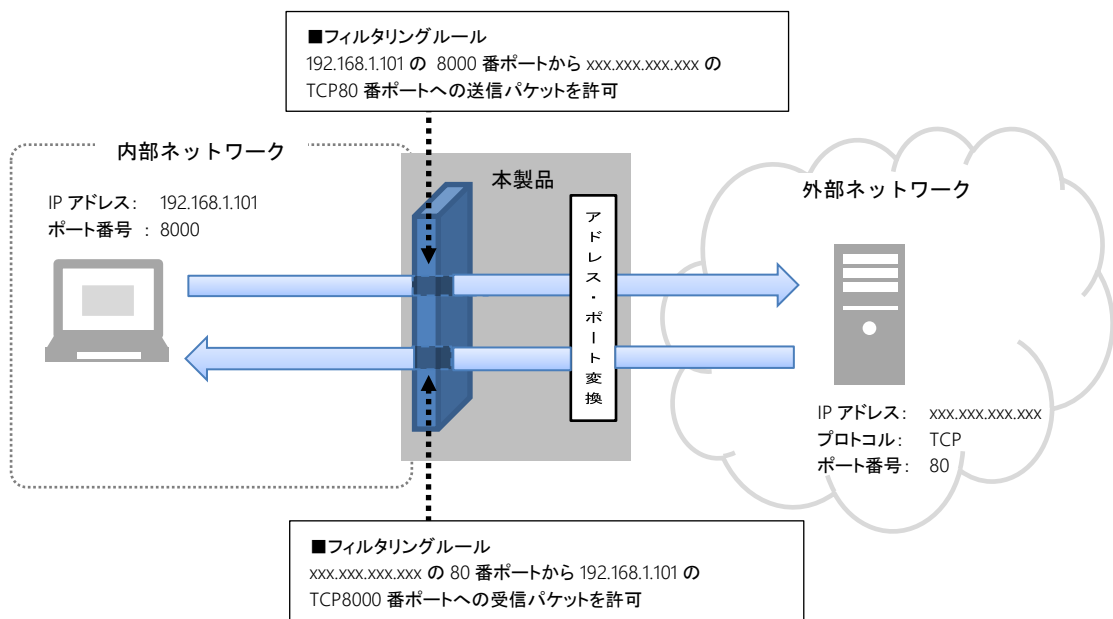 ■フィルタリングルール
192.168.1.101 の 8000 番ポートから xxx.xxx.xxx.xxx の
TCP80 番ポートへの送信パケットを許可
内部ネットワーク
IP アドレス： 192.168.1.101
ポート番号 ： 8000
本製品
アドレス・ポート変換
外部ネットワーク
IP アドレス： xxx.xxx.xxx.xxx
プロトコル： TCP
ポート番号： 80
■フィルタリングルール
xxx.xxx.xxx.xxx の 80 番ポートから 192.168.1.101 の
TCP8000 番ポートへの受信パケットを許可